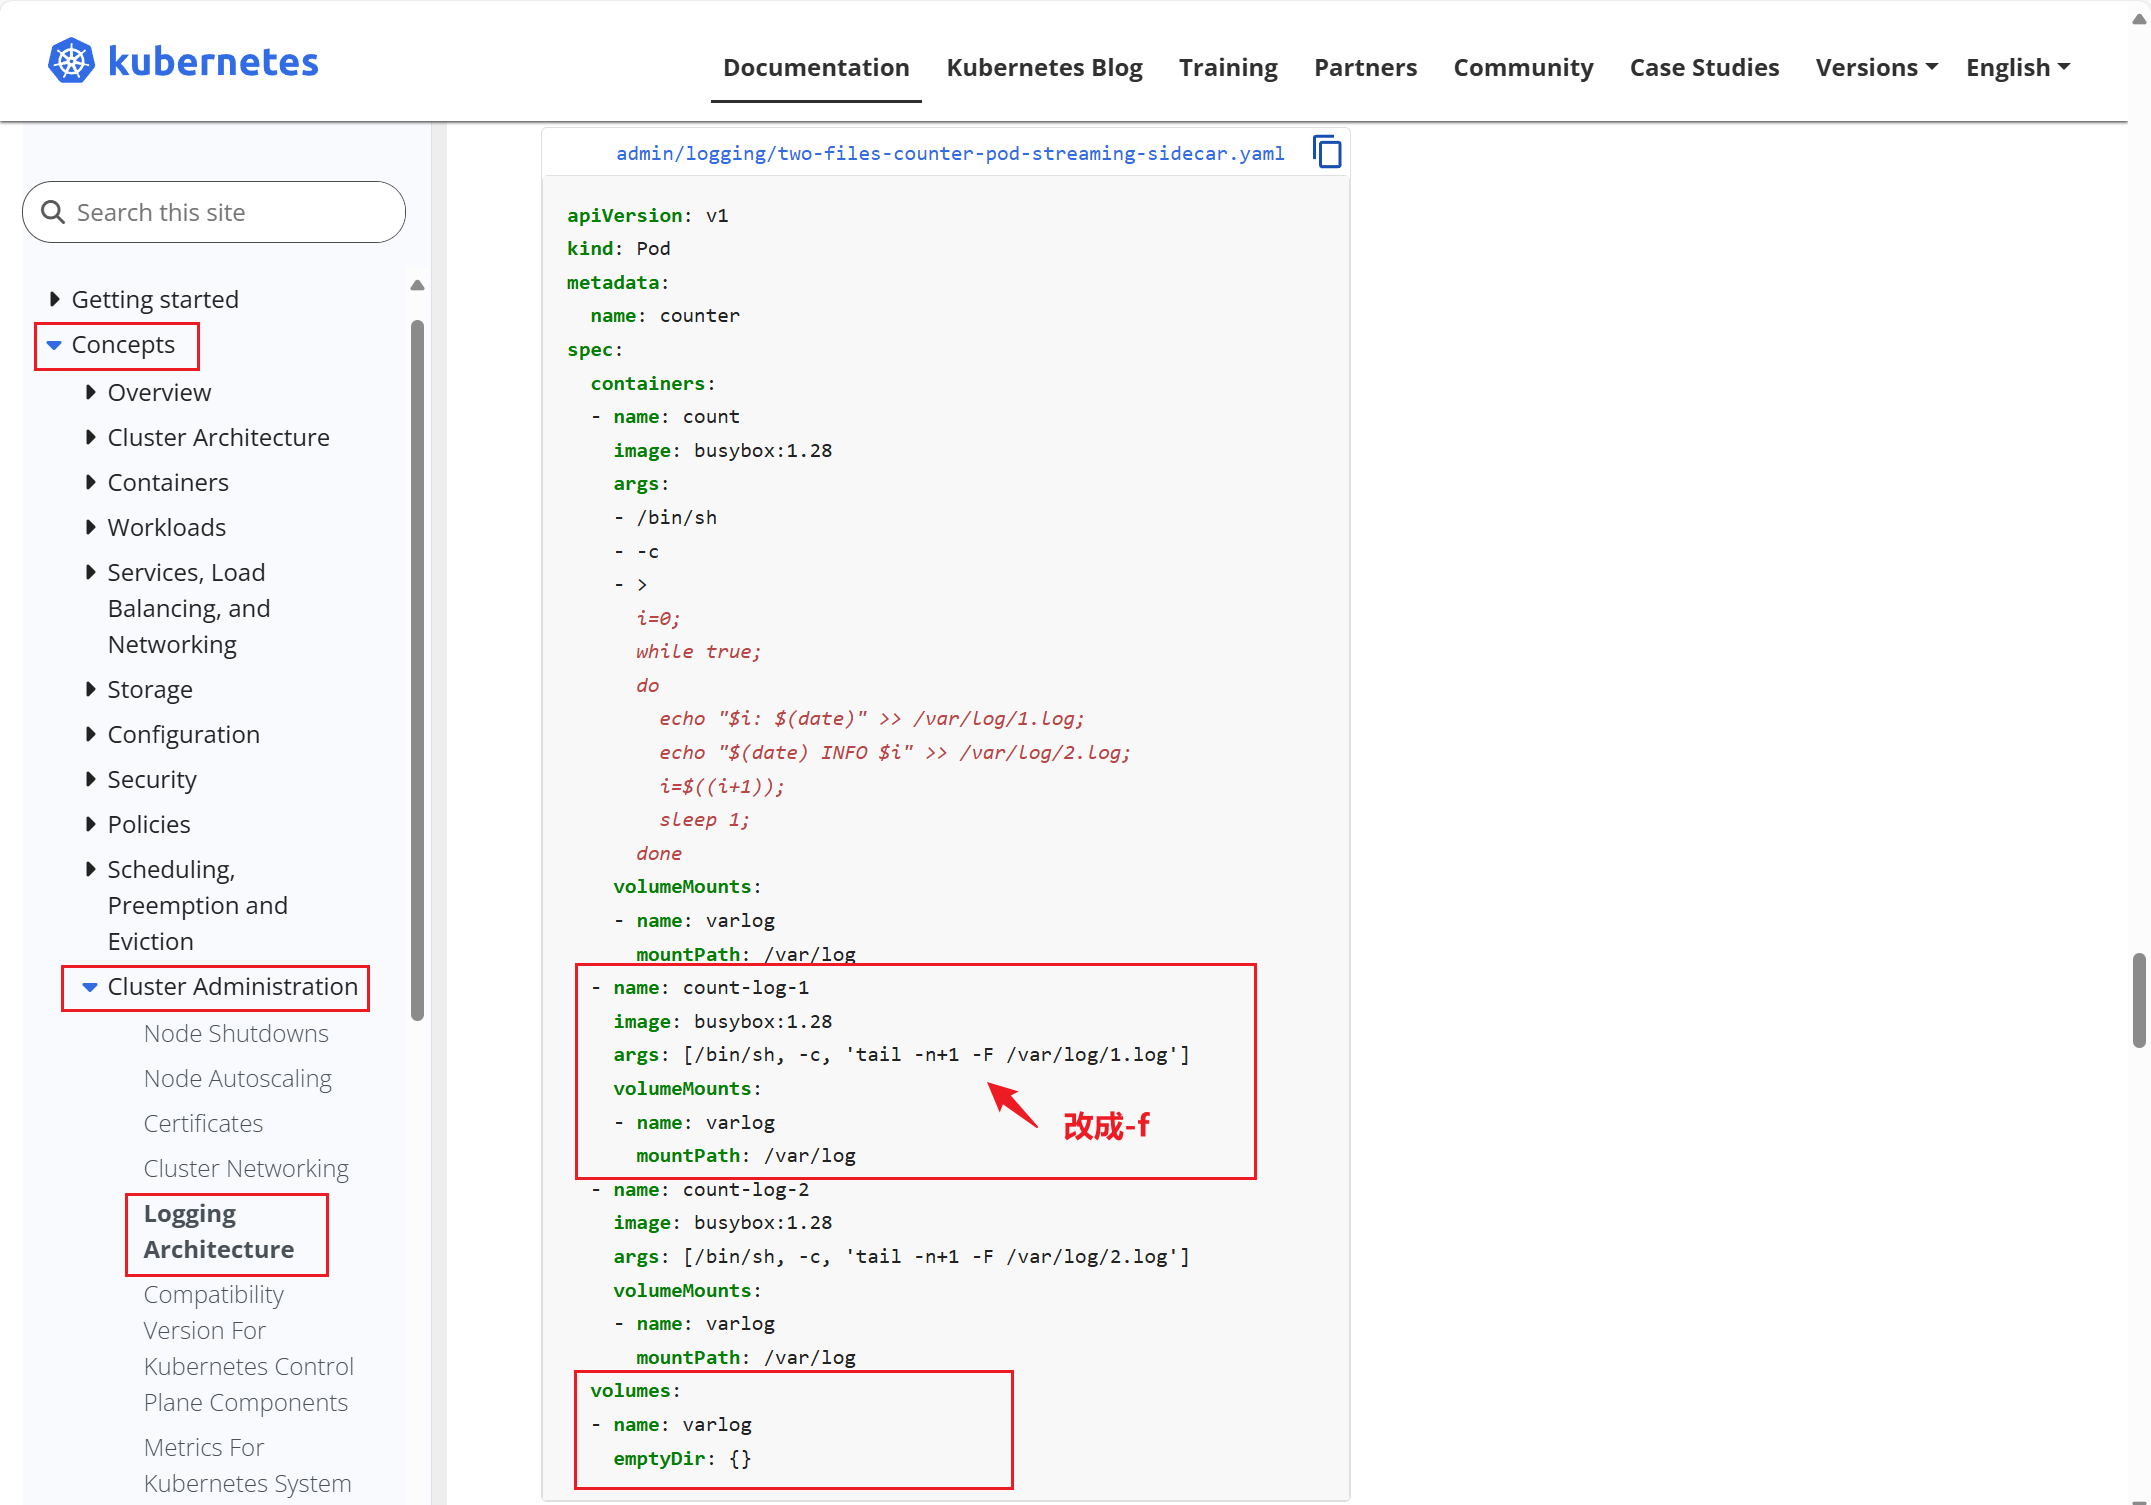 kubernetes
Documentation
Kubernetes Blog
Training
Partners
Community
Case Studies
Versions
English
Search this site
Getting started
Concepts
Overview
Cluster Architecture
Containers
Workloads
Services, Load
Balancing, and
Networking
Storage
Configuration
Security
Policies
Scheduling,
Preemption and
Eviction
Cluster Administration
Node Shutdowns
Node Autoscaling
Certificates
Cluster Networking
Logging
Architecture
Compatibility
Version For
Kubernetes Control
Plane Components
Metrics For
Kubernetes System
admin/logging/two-files-counter-pod-streaming-sidecar.yaml
apiVersion: v1
kind: Pod
metadata:
  name: counter
spec:
  containers:
  - name: count
    image: busybox:1.28
    args:
    - /bin/sh
    - -c
    - >
      i=0;
      while true;
      do
        echo "$i: $(date)" >> /var/log/1.log;
        echo "$(date) INFO $i" >> /var/log/2.log;
        i=$((i+1));
        sleep 1;
      done
    volumeMounts:
    - name: varlog
      mountPath: /var/log
  - name: count-log-1
    image: busybox:1.28
    args: [/bin/sh, -c, 'tail -n+1 -F /var/log/1.log']
    volumeMounts:
    - name: varlog
改成-f
      mountPath: /var/log
  - name: count-log-2
    image: busybox:1.28
    args: [/bin/sh, -c, 'tail -n+1 -F /var/log/2.log']
    volumeMounts:
    - name: varlog
      mountPath: /var/log
  volumes:
  - name: varlog
    emptyDir: {}